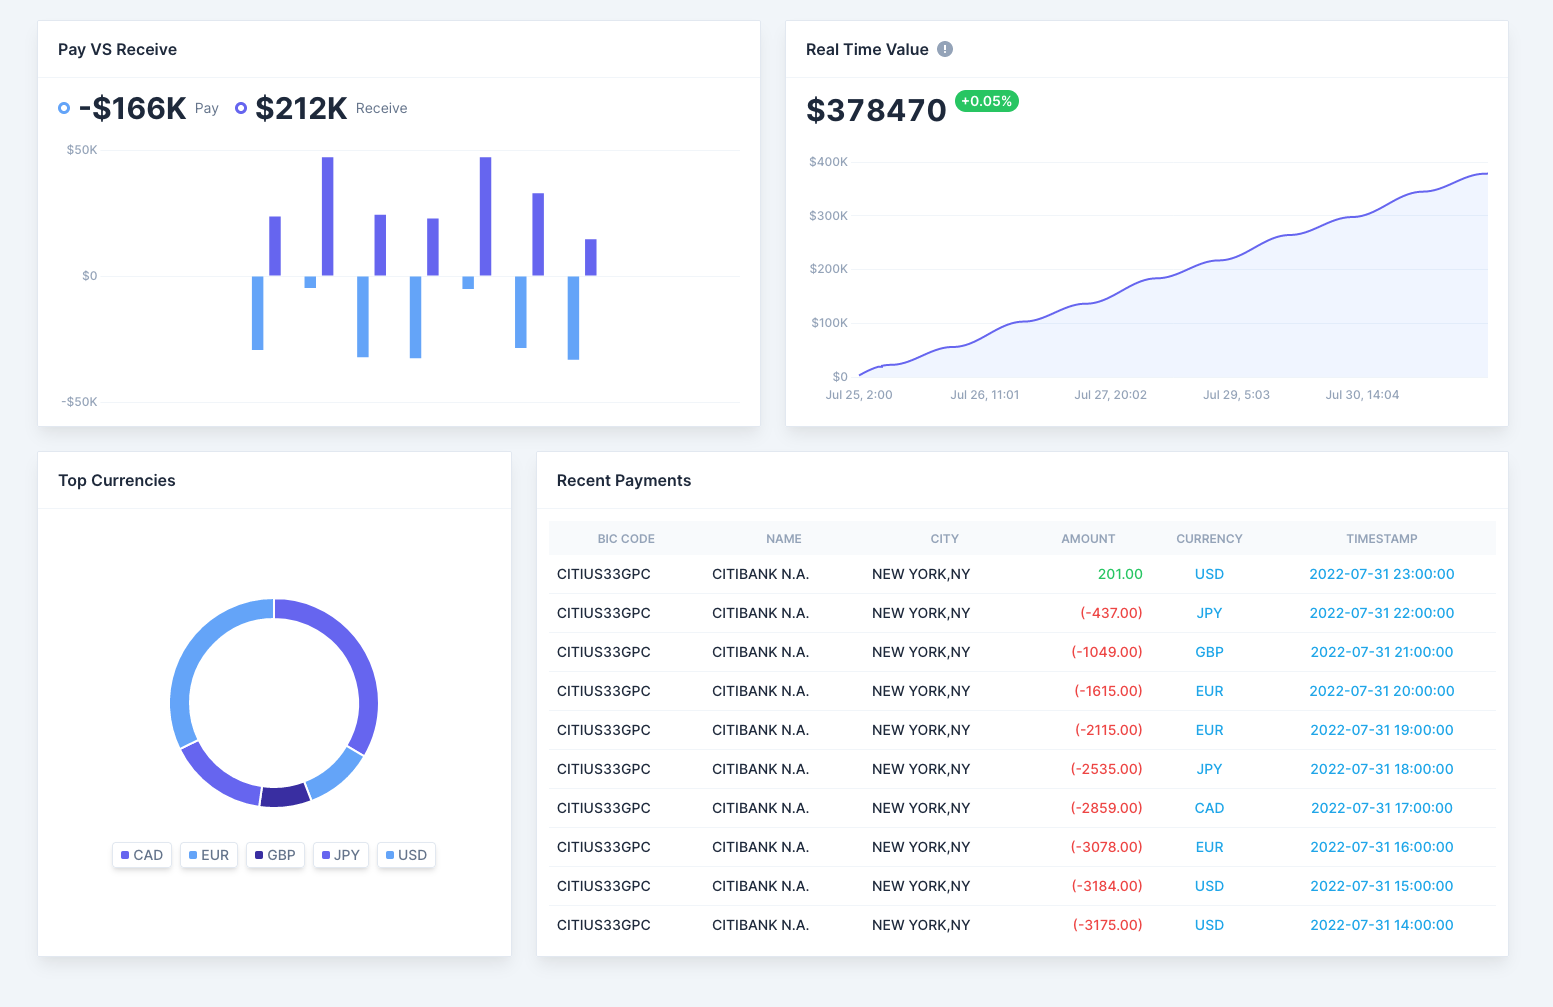 Pay VS Receive
-$166K Pay $212K Receive
$50K
$0
-$50K
Real Time Value !
$378470 +0.05%
$400K
$300K
$200K
$100K
$0
Jul 25, 2:00 Jul 26, 11:01 Jul 27, 20:02 Jul 29, 5:03 Jul 30, 14:04
Top Currencies
CAD EUR GBP JPY USD
Recent Payments
BIC CODE NAME CITY AMOUNT CURRENCY TIMESTAMP
CITIUS33GPC CITIBANK N.A. NEW YORK,NY 201.00 USD 2022-07-31 23:00:00
CITIUS33GPC CITIBANK N.A. NEW YORK,NY (-437.00) JPY 2022-07-31 22:00:00
CITIUS33GPC CITIBANK N.A. NEW YORK,NY (-1049.00) GBP 2022-07-31 21:00:00
CITIUS33GPC CITIBANK N.A. NEW YORK,NY (-1615.00) EUR 2022-07-31 20:00:00
CITIUS33GPC CITIBANK N.A. NEW YORK,NY (-2115.00) EUR 2022-07-31 19:00:00
CITIUS33GPC CITIBANK N.A. NEW YORK,NY (-2535.00) JPY 2022-07-31 18:00:00
CITIUS33GPC CITIBANK N.A. NEW YORK,NY (-2859.00) CAD 2022-07-31 17:00:00
CITIUS33GPC CITIBANK N.A. NEW YORK,NY (-3078.00) EUR 2022-07-31 16:00:00
CITIUS33GPC CITIBANK N.A. NEW YORK,NY (-3184.00) USD 2022-07-31 15:00:00
CITIUS33GPC CITIBANK N.A. NEW YORK,NY (-3175.00) USD 2022-07-31 14:00:00